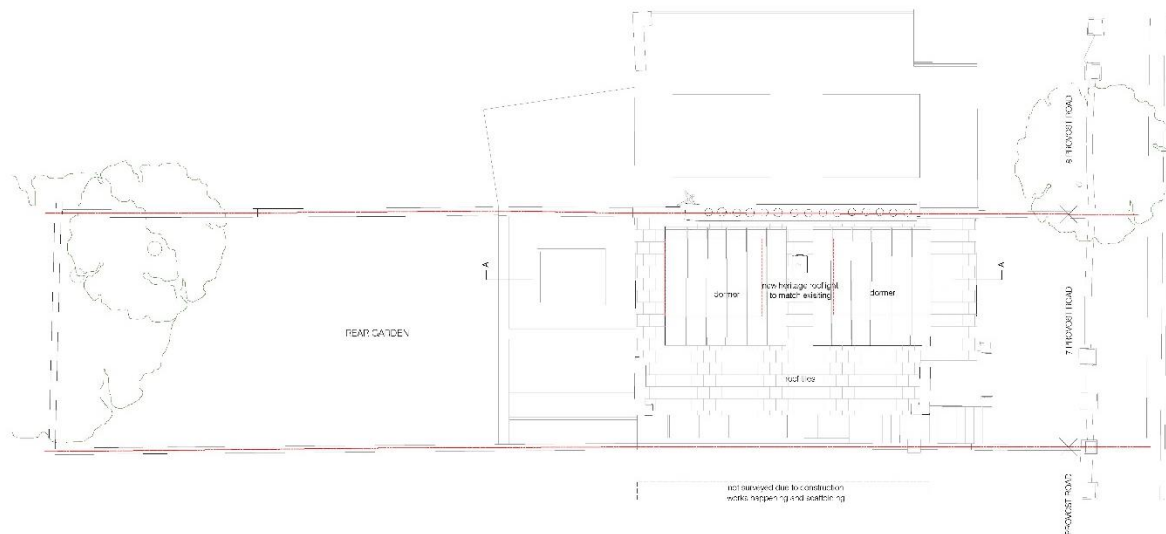 8 PROVOST ROAD
A
A
dormer
new heritage rooflight
to match existing
dormer
7 PROVOST ROAD
REAR GARDEN
roof tiles
not surveyed due to construction
works happening and scaffolding
PROVOST ROAD